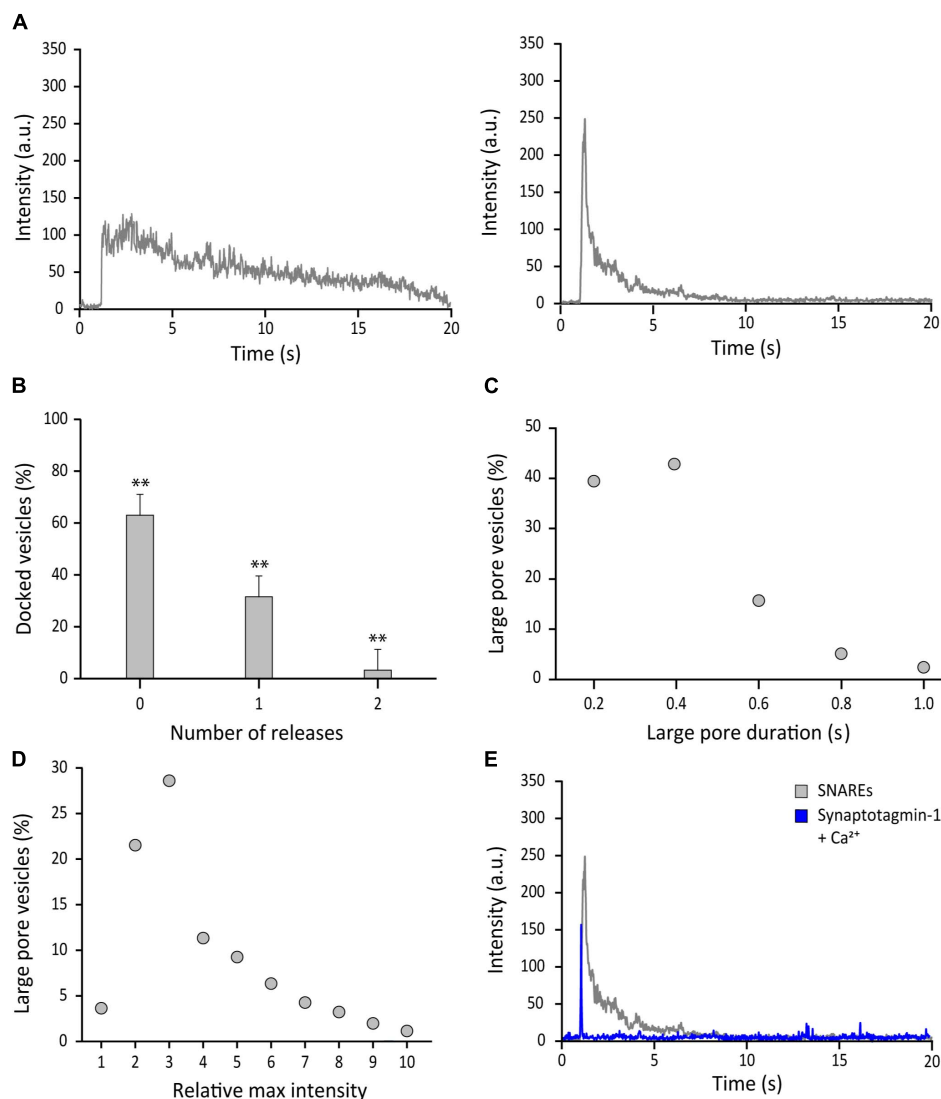 A
350
300
250
200
150
100
50
0
Intensity (a.u.)
0 5 10 15 20
Time (s)
350
300
250
200
150
100
50
0
Intensity (a.u.)
0 5 10 15 20
Time (s)
B
100
80
60
40
20
0
Docked vesicles (%)
**
**
**
0 1 2
Number of releases
C
50
40
30
20
10
0
Large pore vesicles (%)
0.2 0.4 0.6 0.8 1.0
Large pore duration (s)
D
30
25
20
15
10
5
0
Large pore vesicles (%)
1 2 3 4 5 6 7 8 9 10
Relative max intensity
E
350
300
250
200
150
100
50
0
Intensity (a.u.)
SNAREs
Synaptotagmin-1
+ Ca²⁺
0 5 10 15 20
Time (s)